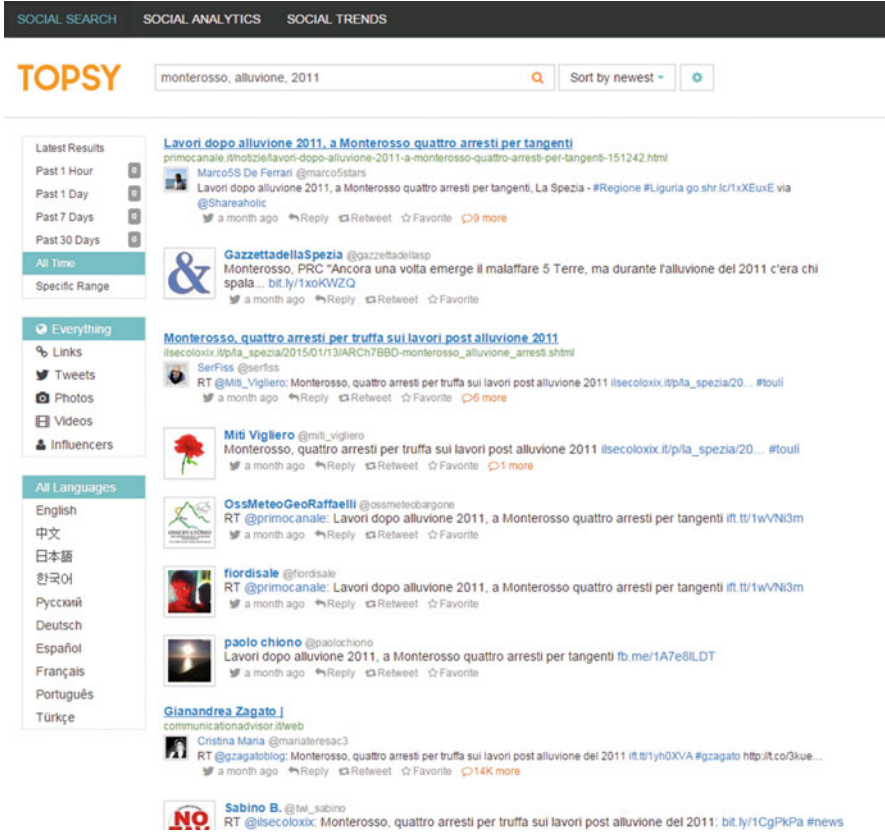 SOCIAL SEARCH SOCIAL ANALYTICS SOCIAL TRENDS
TOPSY
monterosso, alluvione, 2011
Sort by newest
Latest Results
Past 1 Hour 0
Past 1 Day 0
Past 7 Days 0
Past 30 Days 0
All Time
Specific Range
Everything
Links
Tweets
Photos
Videos
Influencers
All Languages
English
中文
日本語
한국어
Русский
Deutsch
Español
Français
Português
Türkçe
Lavori dopo alluvione 2011, a Monterosso quattro arresti per tangenti
primocanale.it/notizie/lavori-dopo-alluvione-2011-a-monterosso-quattro-arresti-per-tangenti-151242.html
Marco5S De Ferrari @marco5stars
Lavori dopo alluvione 2011, a Monterosso quattro arresti per tangenti, La Spezia - #Regione #Liguria go.shr.lc/1xXEuxE via
@Shareaholic
a month ago Reply Retweet Favorite 9 more
&
GazzettadellaSpezia @gazzettadellasp
Monterosso, PRC "Ancora una volta emerge il malaffare 5 Terre, ma durante l'alluvione del 2011 c'era chi
spala... bit.ly/1xoKWZQ
a month ago Reply Retweet Favorite
Monterosso, quattro arresti per truffa sui lavori post alluvione 2011
ilsecoloxix.it/p/la_spezia/2015/01/13/ARCh7BBD-monterosso_alluvione_arresti.shtml
SerFiss @serfiss
RT @Miti_Vigliero: Monterosso, quattro arresti per truffa sui lavori post alluvione 2011 ilsecoloxix.it/p/la_spezia/20... #toulì
a month ago Reply Retweet Favorite 6 more
Miti Vigliero @miti_vigliero
Monterosso, quattro arresti per truffa sui lavori post alluvione 2011 ilsecoloxix.it/p/la_spezia/20... #toulì
a month ago Reply Retweet Favorite 1 more
OssMeteoGeoRaffaelli @ossmeteobargone
RT @primocanale: Lavori dopo alluvione 2011, a Monterosso quattro arresti per tangenti ift.tt/1wVNi3m
a month ago Reply Retweet Favorite
fiordisale @fiordisale
RT @primocanale: Lavori dopo alluvione 2011, a Monterosso quattro arresti per tangenti ift.tt/1wVNi3m
a month ago Reply Retweet Favorite
paolo chiono @paolochiono
Lavori dopo alluvione 2011, a Monterosso quattro arresti per tangenti fb.me/1A7e8lLDT
a month ago Reply Retweet Favorite
Gianandrea Zagato |
communicationadvisor.it/web
Cristina Maria @mariateresac3
RT @gzagatoblog: Monterosso, quattro arresti per truffa sui lavori post alluvione del 2011 ift.tt/1yh0XVA #gzagato http://t.co/3kue...
a month ago Reply Retweet Favorite 14K more
NO
Sabino B. @twi_sabino
RT @ilsecoloxix: Monterosso, quattro arresti per truffa sui lavori post alluvione del 2011: bit.ly/1CgPkPa #news